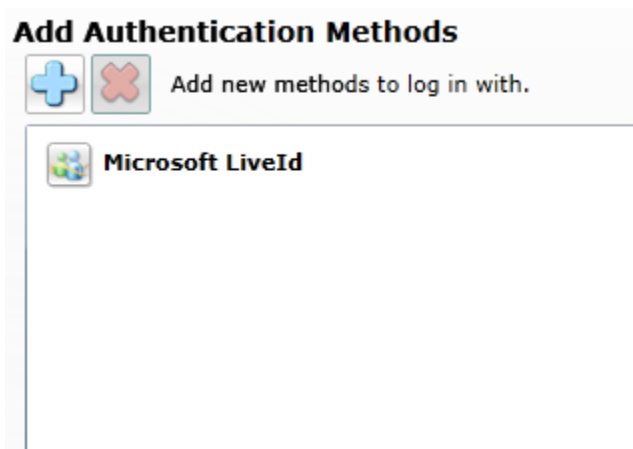 Add Authentication Methods
Add new methods to log in with.
Microsoft LiveId